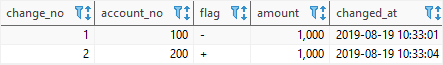 change_no account_no flag amount changed_at
1 100 - 1,000 2019-08-19 10:33:01
2 200 + 1,000 2019-08-19 10:33:04